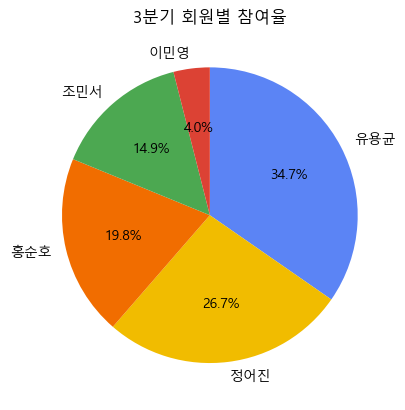 3분기 회원별 참여율
이민영
4.0%
조민서
14.9%
유용균
34.7%
홍순호
19.8%
정어진
26.7%